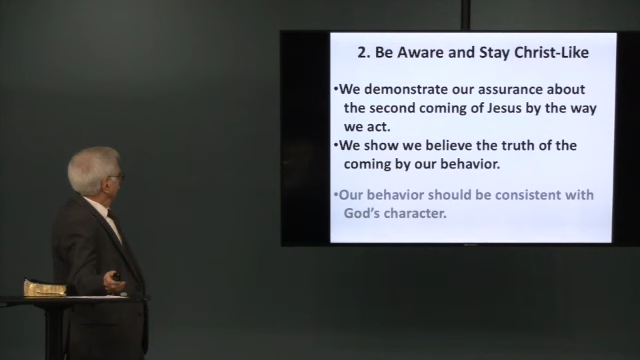 2. Be Aware and Stay Christ-Like
•We demonstrate our assurance about
the second coming of Jesus by the way
we act.
•We show we believe the truth of the
coming by our behavior.
•Our behavior should be consistent with
God's character.